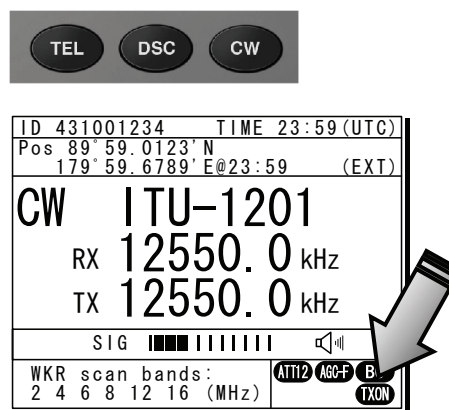 TEL DSC CW
ID 431001234 TIME 23:59(UTC)
Pos 89°59.0123'N
179°59.6789'E@23:59 (EXT)
CW ITU-1201
RX 12550.0 kHz
TX 12550.0 kHz
SIG
WKR scan bands: ATT12 AGC-F
2 4 6 8 12 16 (MHz) TXON